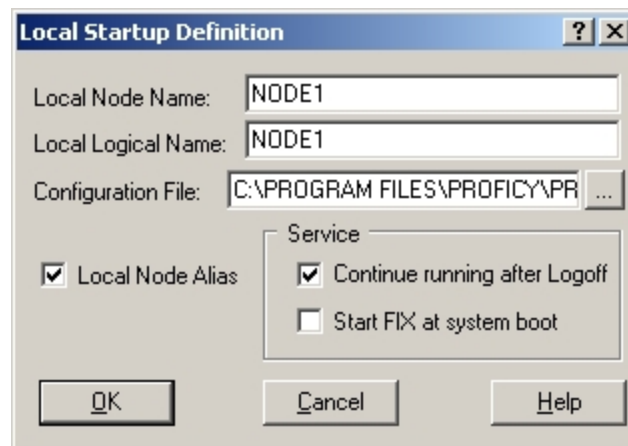 Local Startup Definition
Local Node Name: NODE1
Local Logical Name: NODE1
Configuration File: C:\PROGRAM FILES\PROFICY\PR ...
Service
Local Node Alias
Continue running after Logoff
Start FIX at system boot
OK Cancel Help